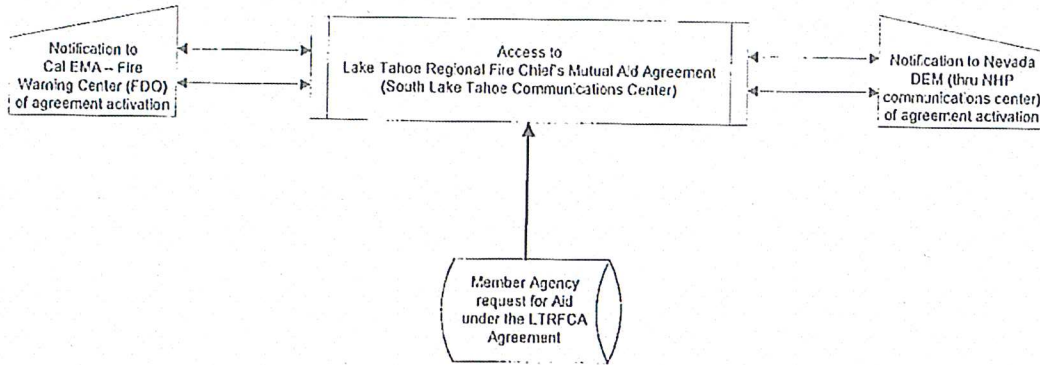 Notification to
Cal EMA -- Fire
Warning Center (FDO)
of agreement activation
Access to
Lake Tahoe Regional Fire Chief's Mutual Aid Agreement
(South Lake Tahoe Communications Center)
Notification to Nevada
DEM (thru NHP
communications center)
of agreement activation
Member Agency
request for Aid
under the LTRFCA
Agreement